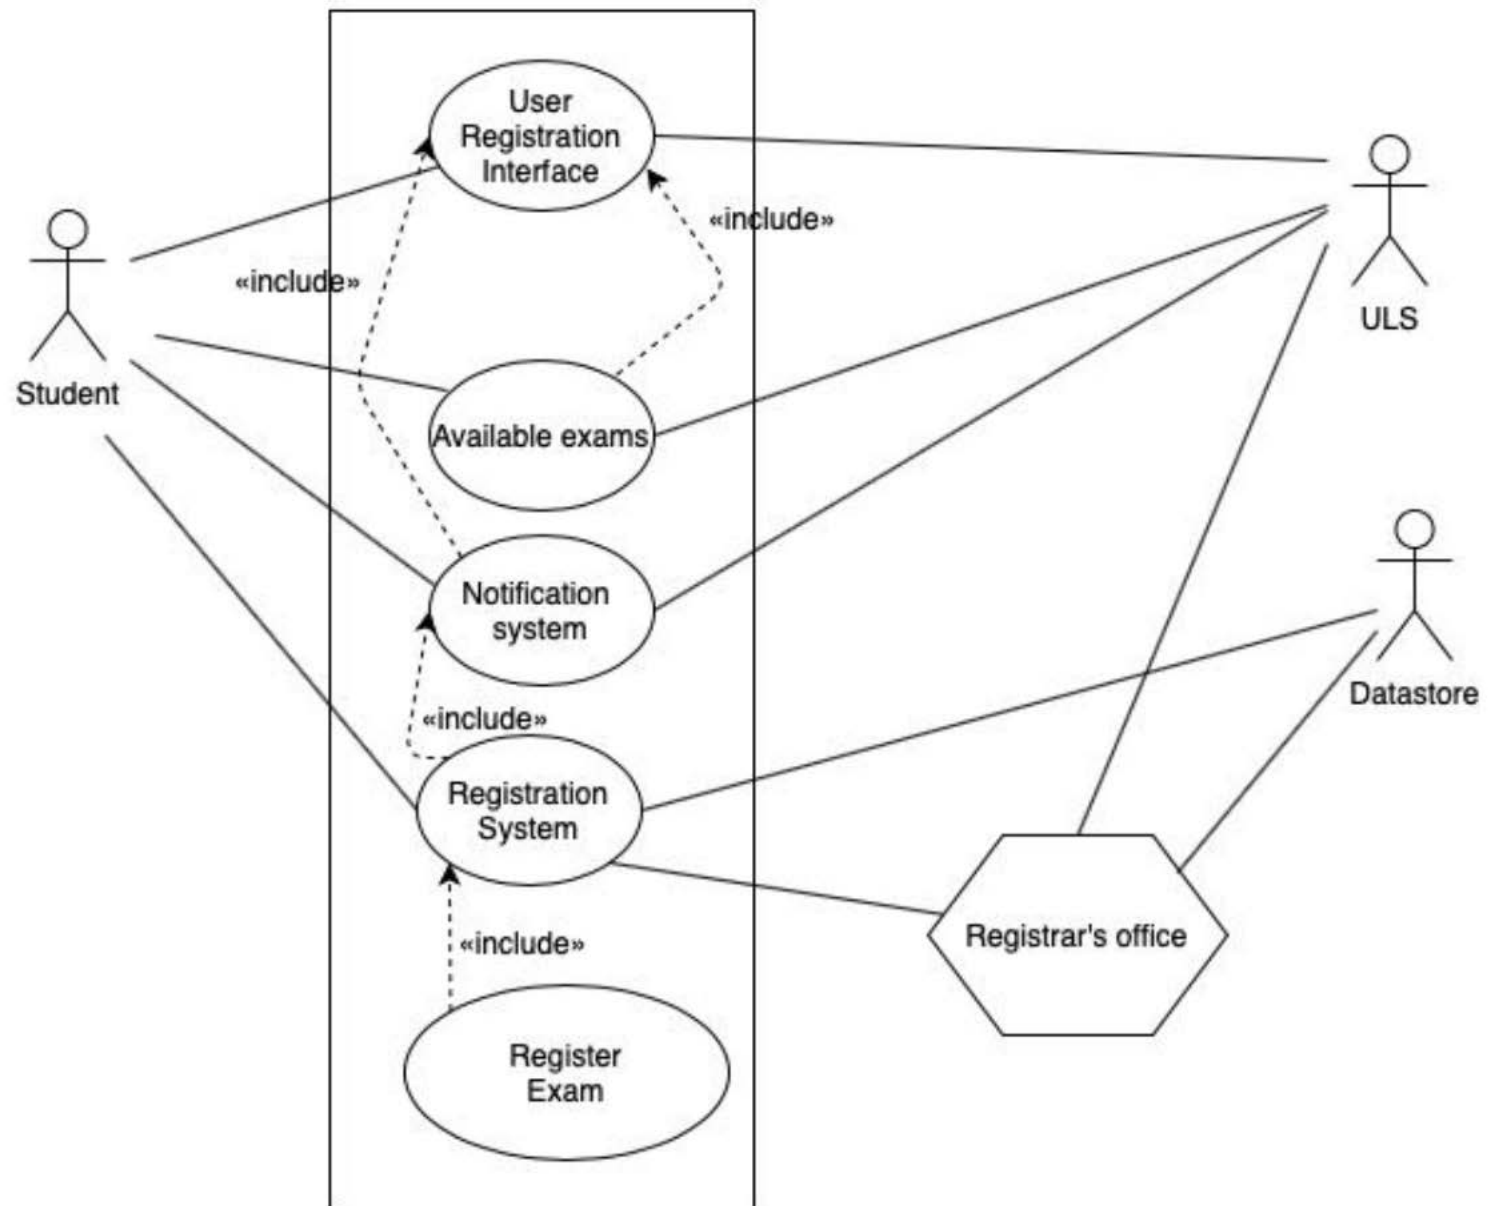 User
Registration
Interface
«include»
«include»
Student
ULS
Available exams
Notification
system
Datastore
«include»
Registration
System
Registrar's office
«include»
Register
Exam